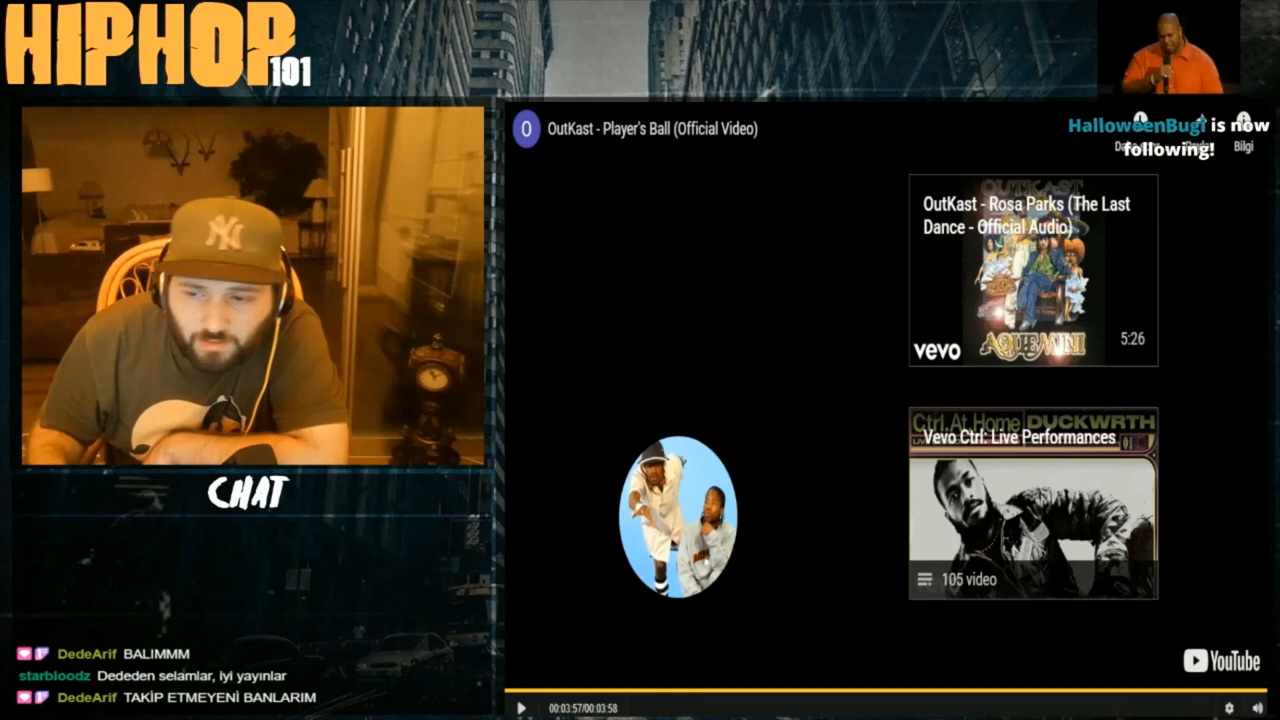 HIPHOP
101
NY
O
OutKast - Player's Ball (Official Video)
HalloweenBugi is now
following!
Bilgi
OUTKAST
OutKast - Rosa Parks (The Last
Dance - Official Audio)
AQUEMINI
vevo
5:26
Ctrl.At.Home DUCKWRTH
Vevo Ctrl: Live Performances
105 video
YouTube
00:03:57/00:03:58
CHAT
DedeArif BALIMMM
starbloodz Dededen selamlar, iyi yayınlar
DedeArif TAKİP ETMEYENİ BANLARIM